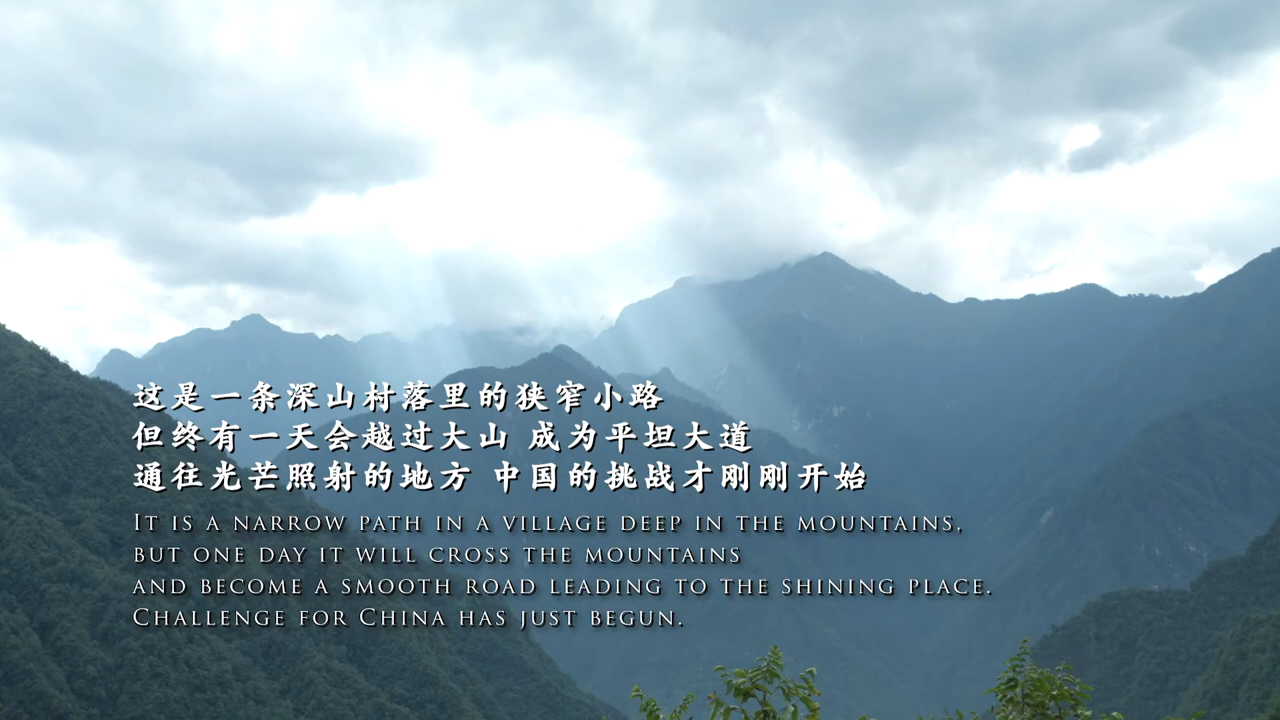 这是一条深山村落里的狭窄小路
但终有一天会越过大山 成为平坦大道
通往光芒照射的地方 中国的挑战才刚刚开始
It is a narrow path in a village deep in the mountains,
but one day it will cross the mountains
and become a smooth road leading to the shining place.
Challenge for China has just begun.